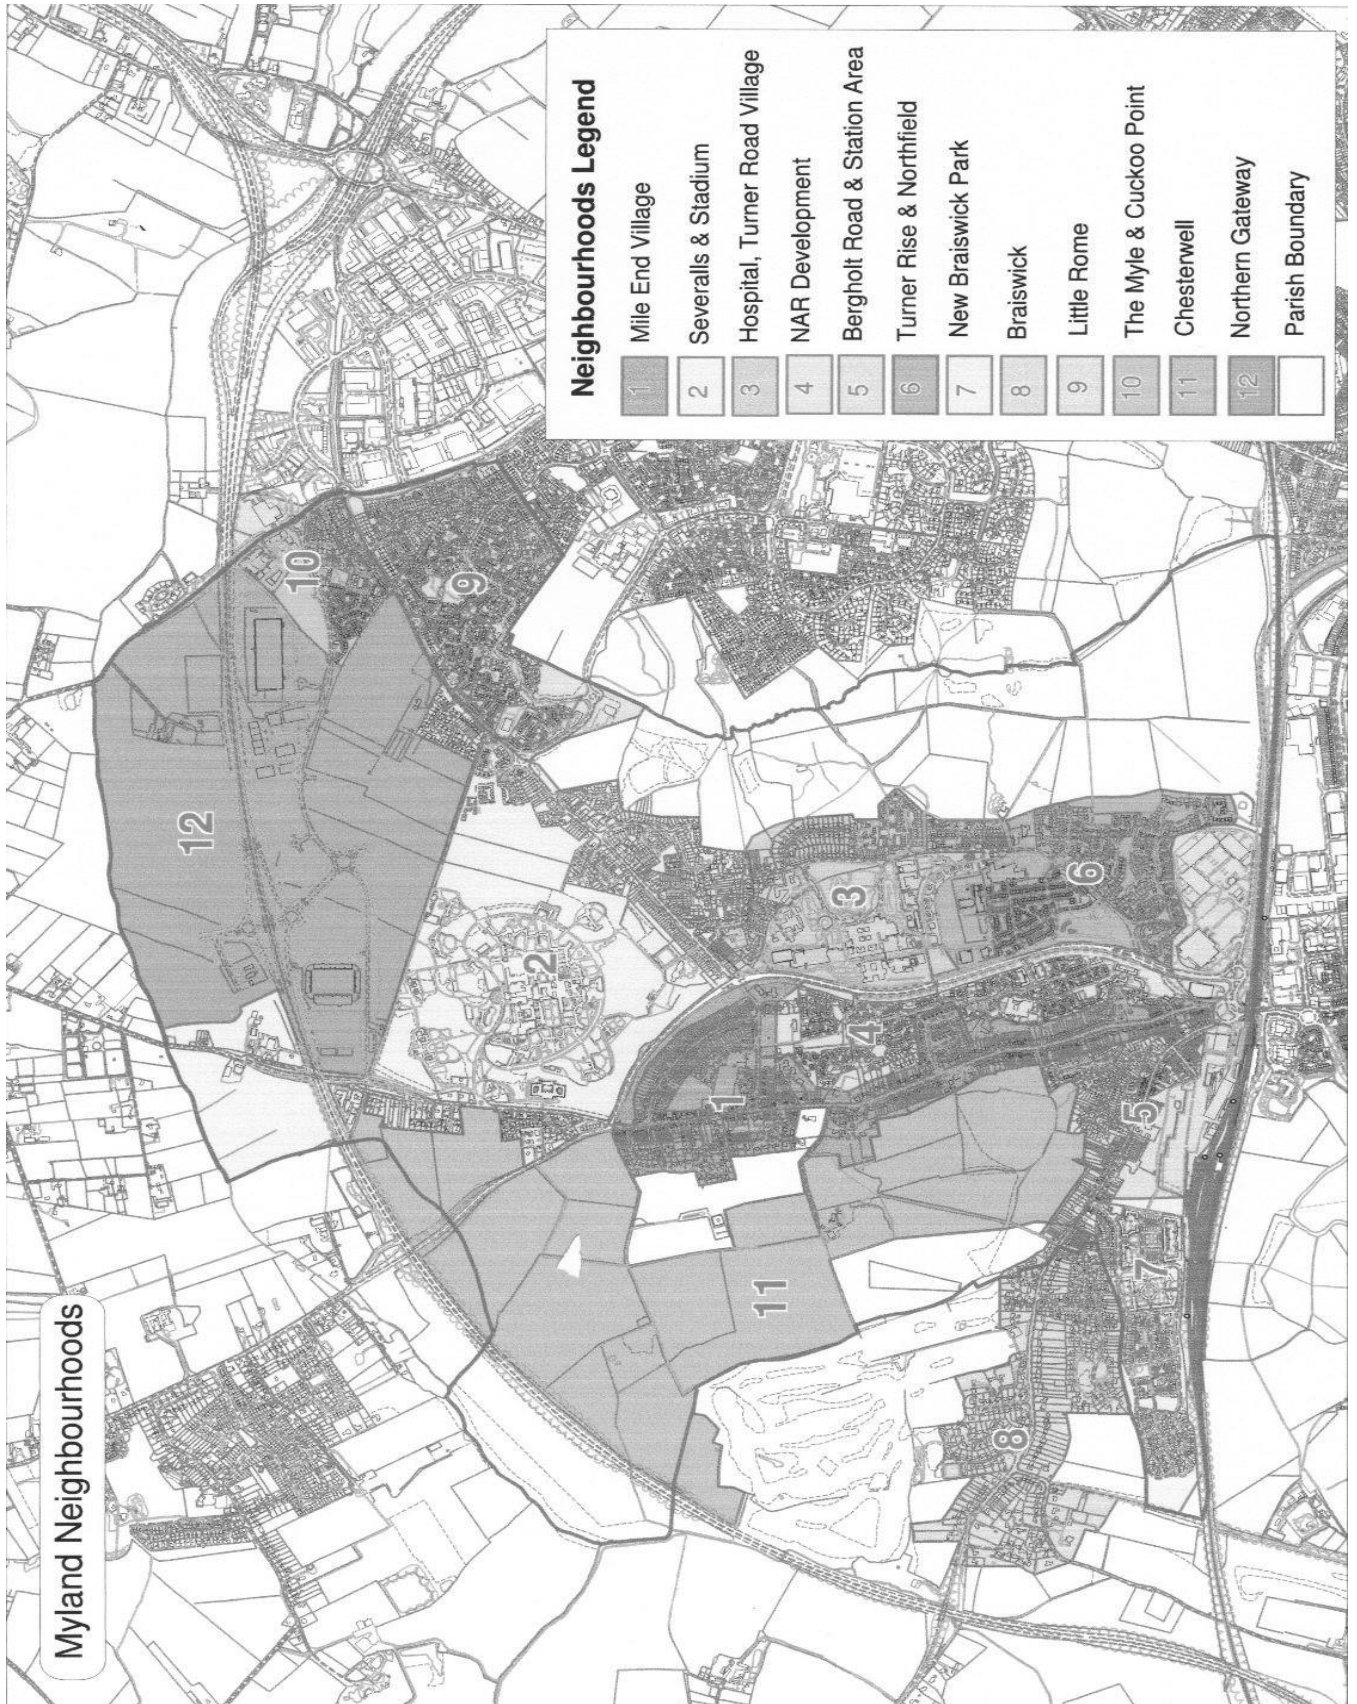 Myland Neighbourhoods
Neighbourhoods Legend
1 Mile End Village
2 Severalls & Stadium
3 Hospital, Turner Road Village
4 NAR Development
5 Bergholt Road & Station Area
6 Turner Rise & Northfield
7 New Braiswick Park
8 Braiswick
9 Little Rome
10 The Myle & Cuckoo Point
11 Chesterwell
12 Northern Gateway
Parish Boundary
12
10
9
2
3
6
1
4
5
11
7
8